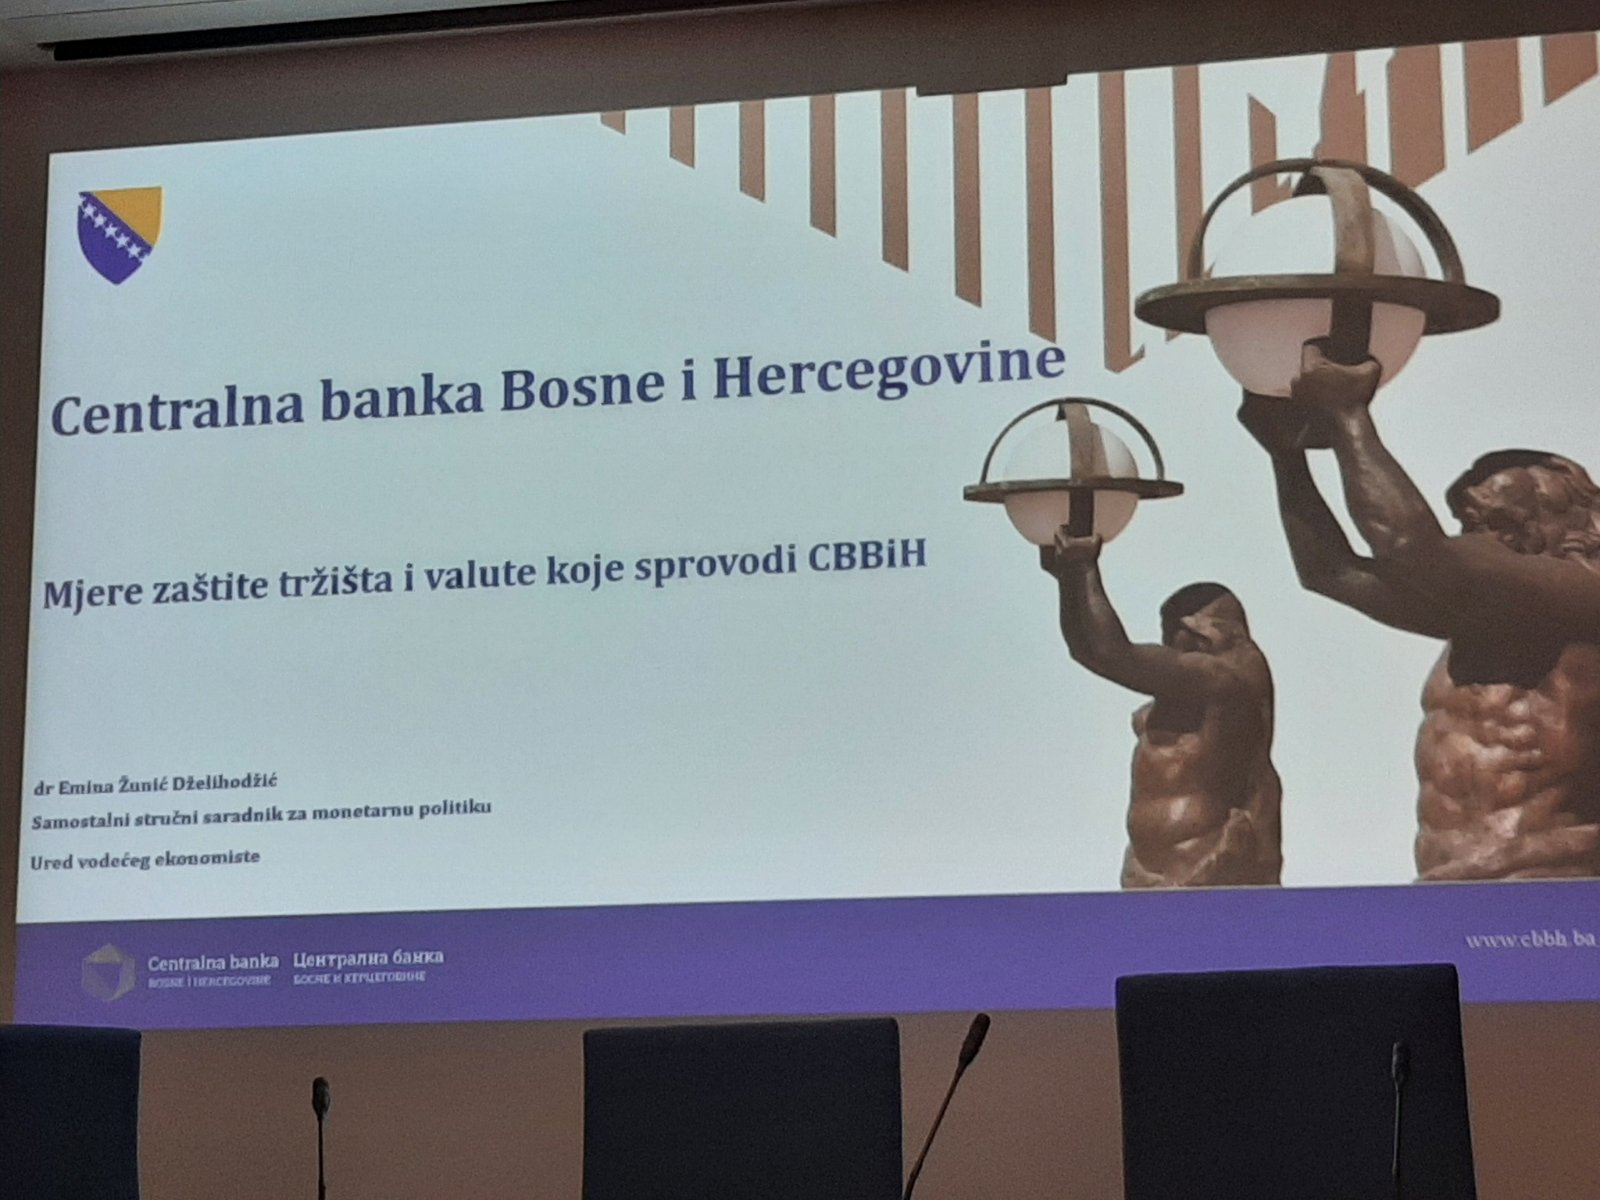 Centralna banka Bosne i Hercegovine
Mjere zaštite tržišta i valute koje sprovodi CBBiH
dr Emina Žunić Dželihodžić
Samostalni stručni saradnik za monetarnu politiku
Ured vodećeg ekonomiste
Centralna banka Централна банка
BOSNE I HERCEGOVINE БОСНЕ И ХЕРЦЕГОВИНЕ
www.cbbh.ba